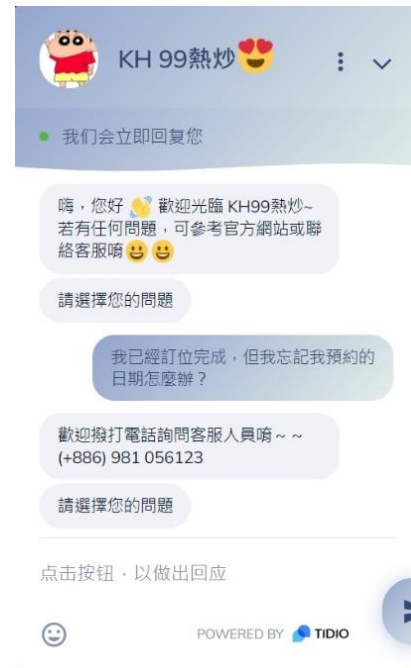 KH 99熱炒😍
我们会立即回复您
嗨，您好 👋 歡迎光臨 KH99熱炒~
若有任何問題，可參考官方網站或聯
絡客服唷😀😀
請選擇您的問題
我已經訂位完成，但我忘記我預約的
日期怎麼辦？
歡迎撥打電話詢問客服人員唷~ ~
(+886) 981 056123
請選擇您的問題
点击按钮，以做出回应
POWERED BY TIDIO